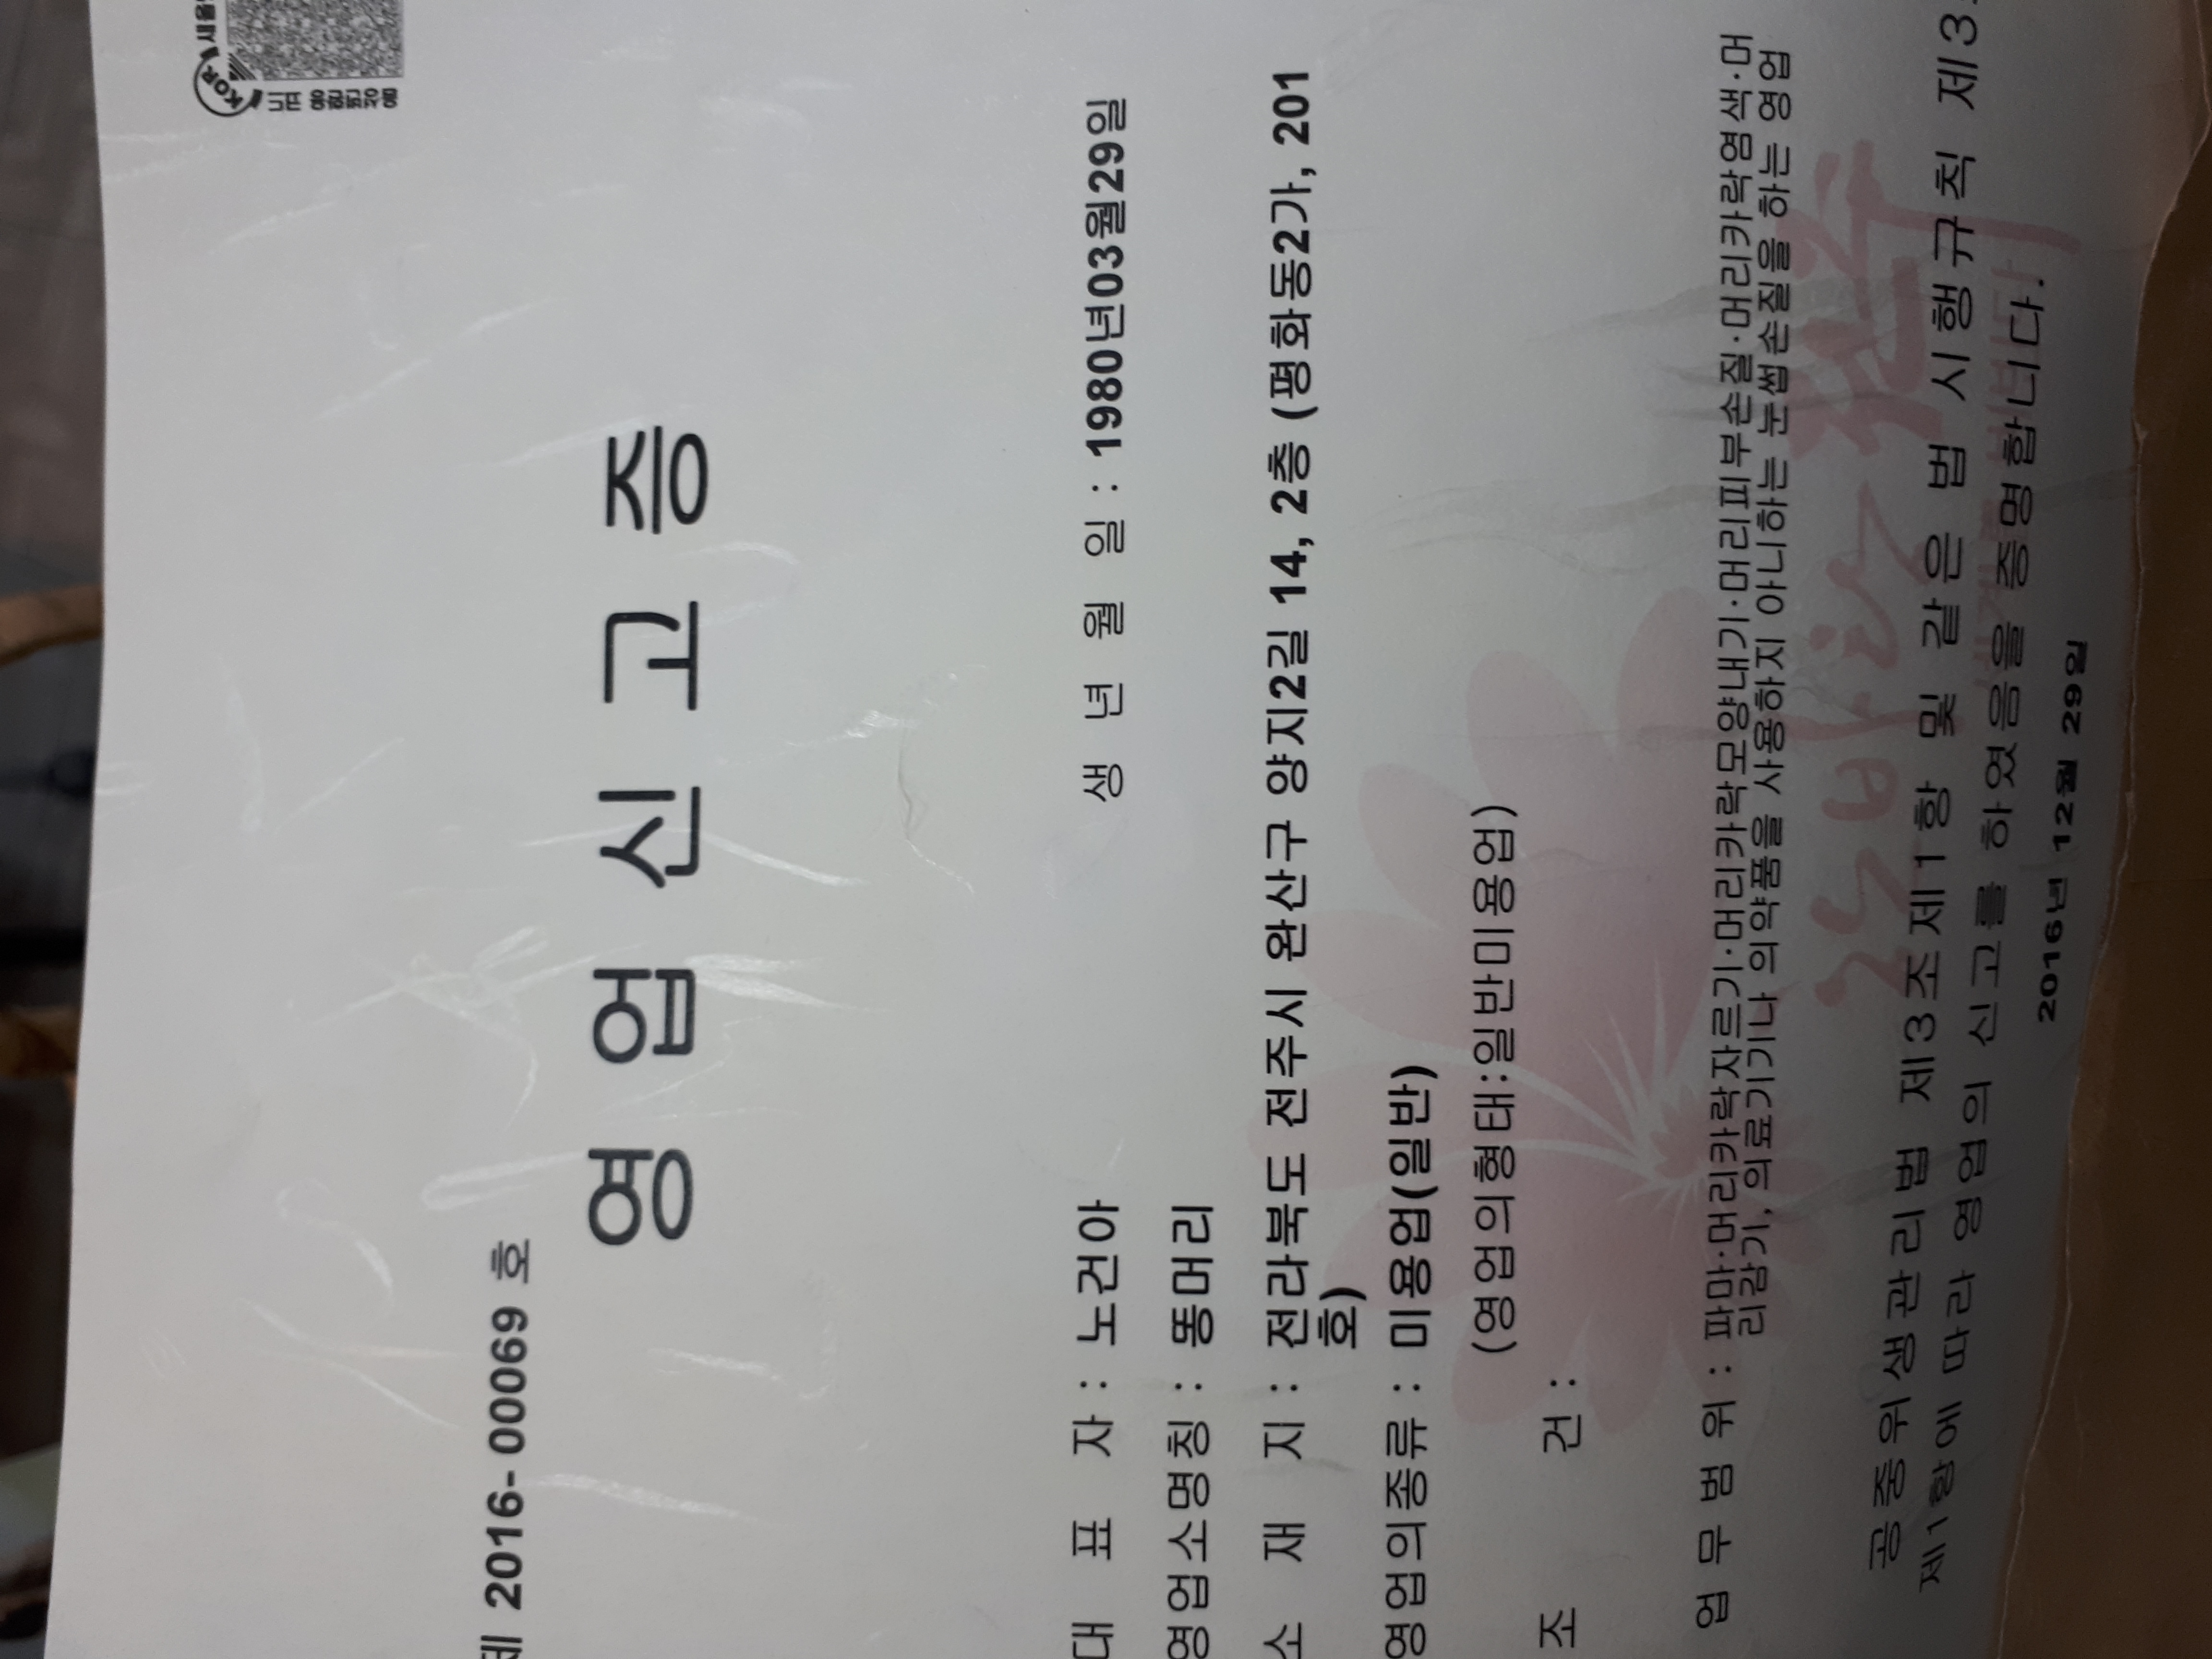 제 2016- 00069 호
영 업 신 고 증
대 표 자 : 노건아 생 년 월 일 : 1980년03월29일
영업소명칭 : 똥머리
소 재 지 : 전라북도 전주시 완산구 양지2길 14, 2층 (평화동2가, 201
호)
영업의종류 : 미용업(일반)
(영업의형태:일반미용업)
조 건 :
업 무 범 위 : 파마·머리카락자르기·머리카락모양내기·머리피부손질·머리카락염색·머
리감기, 의료기기나 의약품을 사용하지 아니하는 눈썹손질을 하는 영업
공중위생관리법 제3조제1항 및 같은 법 시행규칙 제3
제1항에 따라 영업의 신고를 하였음을 증명합니다.
2016년 12월 29일